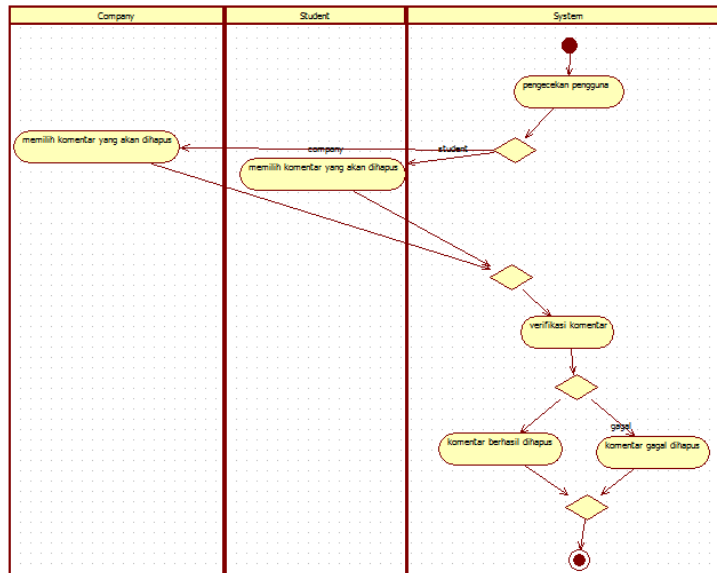 Company
Student
System
pengecekan pengguna
memilih komentar yang akan dihapus
company
student
memilih komentar yang akan dihapus
verifikasi komentar
gagal
komentar berhasil dihapus
komentar gagal dihapus